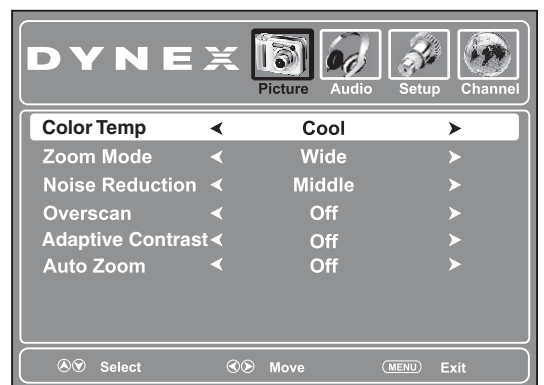 DYNEX
Picture Audio Setup Channel
Color Temp Cool
Zoom Mode Wide
Noise Reduction Middle
Overscan Off
Adaptive Contrast Off
Auto Zoom Off
Select Move MENU Exit